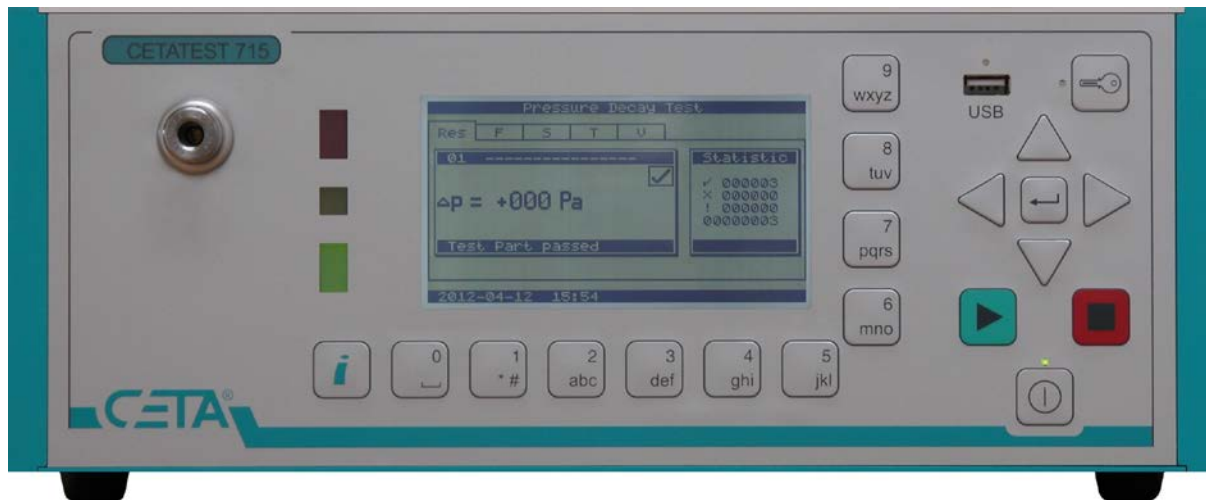 CETATEST 715
Pressure Decay Test
Res F S T V
01 ----------------
Δp = +000 Pa
Test Part passed
Statistic
✓ 000003
× 000000
! 000000
00000003
2012-04-12 15:54
9
wxyz
8
tuv
7
pqrs
6
mno
USB
i
0
1
* #
2
abc
3
def
4
ghi
5
jkl
CETA®